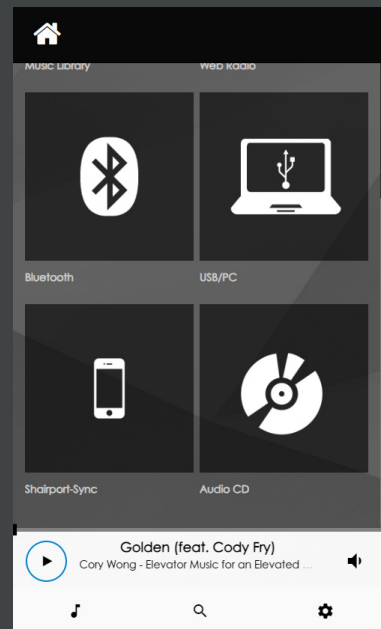 Music Library
Web Radio
Bluetooth
USB/PC
Shairport-Sync
Audio CD
Golden (feat. Cody Fry)
Cory Wong - Elevator Music for an Elevated ...